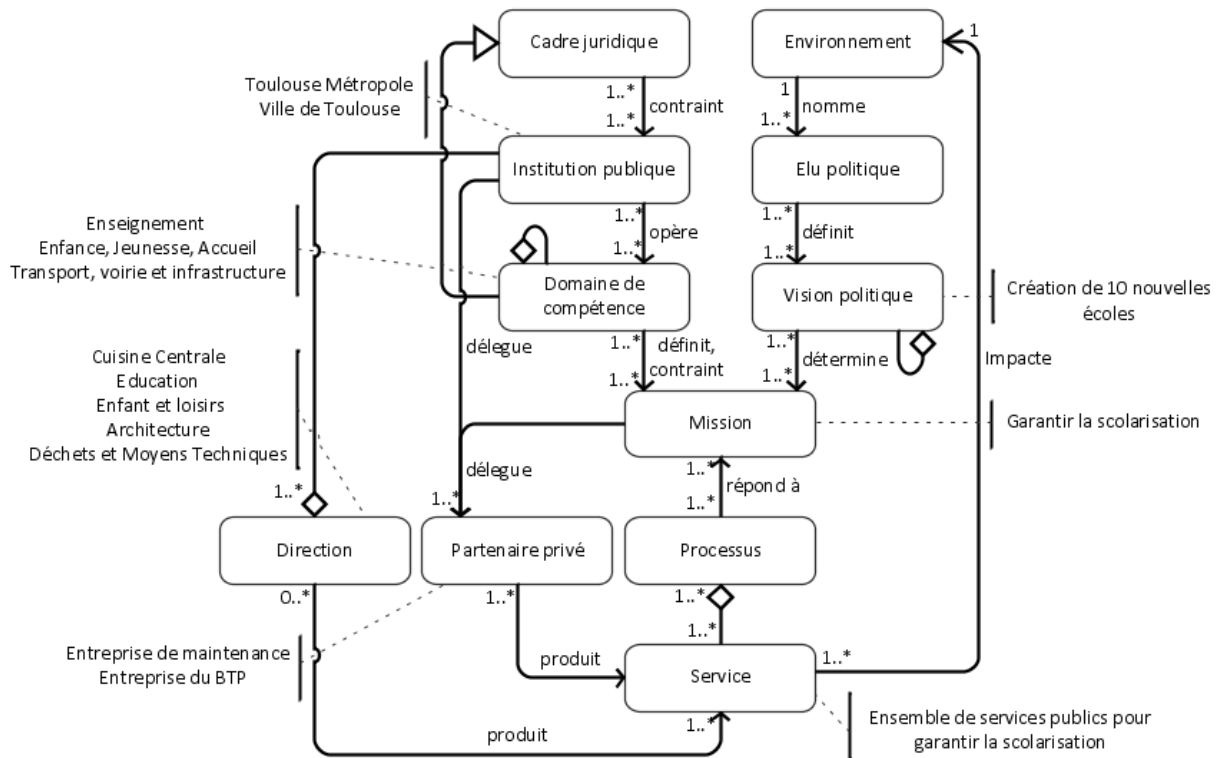 Cadre juridique
Environnement
1
Toulouse Métropole
Ville de Toulouse
1..*
contraint
1..*
1
nomme
1..*
Institution publique
Elu politique
Enseignement
Enfance, Jeunesse, Accueil
Transport, voirie et infrastructure
1..*
opère
1..*
1..*
définit
1..*
Domaine de
compétence
Vision politique
Création de 10 nouvelles
écoles
délegue
1..*
définit,
contraint
1..*
1..*
détermine
1..*
Impacte
Cuisine Centrale
Education
Enfant et loisirs
Architecture
Déchets et Moyens Techniques
Mission
Garantir la scolarisation
1..*
délegue
1..*
1..*
répond à
1..*
Direction
Partenaire privé
Processus
0..*
1..*
1..*
1..*
Entreprise de maintenance
Entreprise du BTP
produit
Service
1..*
1..*
produit
Ensemble de services publics pour
garantir la scolarisation